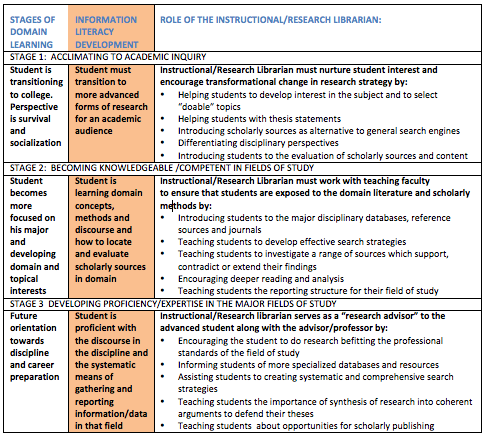 STAGES OF
DOMAIN
LEARNING
INFORMATION
LITERACY
DEVELOPMENT
ROLE OF THE INSTRUCTIONAL/RESEARCH LIBRARIAN:
STAGE 1: ACCLIMATING TO ACADEMIC INQUIRY
Student is
transitioning
to college.
Perspective
is survival
and
socialization
Student must
transition to
more advanced
forms of research
for an academic
audience
Instructional/Research Librarian must nurture student interest and
encourage transformational change in research strategy by:
• Helping students to develop interest in the subject and to select
“doable” topics
• Helping students with thesis statements
• Introducing scholarly sources as alternative to general search engines
• Differentiating disciplinary perspectives
• Introducing students to the evaluation of scholarly sources and content
STAGE 2: BECOMING KNOWLEDGEABLE /COMPETENT IN FIELDS OF STUDY
Student
becomes
more
focused on
his major
and
developing
domain and
topical
interests
Student is
learning domain
concepts,
methods and
discourse and
how to locate
and evaluate
scholarly sources
in domain
Instructional/Research Librarian must work with teaching faculty
to ensure that students are exposed to the domain literature and scholarly
methods by:
• Introducing students to the major disciplinary databases, reference
sources and journals
• Teaching students to develop effective search strategies
• Teaching students to investigate a range of sources which support,
contradict or extend their findings
• Encouraging deeper reading and analysis
• Teaching students the reporting structure for their field of study
STAGE 3 DEVELOPING PROFICIENCY/EXPERTISE IN THE MAJOR FIELDS OF STUDY
Future
orientation
towards
discipline
and career
preparation
Student is
proficient with
the discourse in
the discipline and
the systematic
means of
gathering and
reporting
information/data
in that field
Instructional/Research librarian serves as a “research advisor” to the
advanced student along with the advisor/professor by:
• Encouraging the student to do research befitting the professional
standards of the field of study
• Informing students of more specialized databases and resources
• Assisting students to creating systematic and comprehensive search
strategies
• Teaching students the importance of synthesis of research into coherent
arguments to defend their theses
• Teaching students about opportunities for scholarly publishing